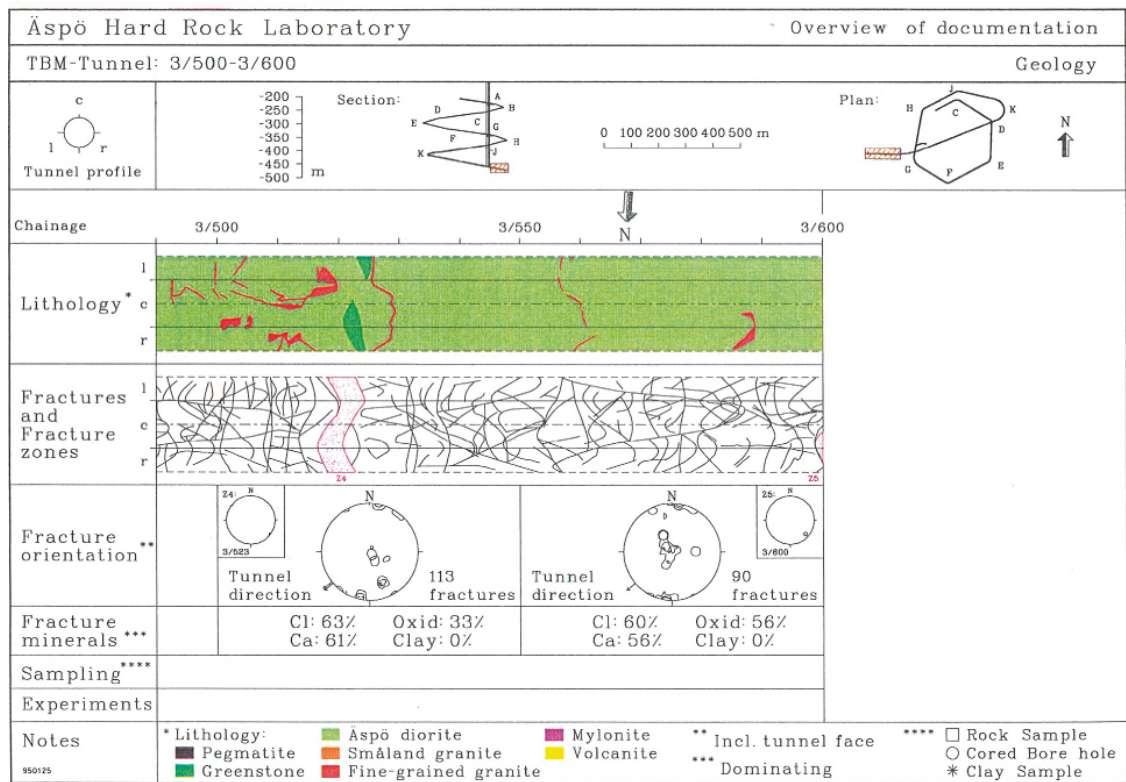 Äspö Hard Rock Laboratory Overview of documentation
TBM-Tunnel: 3/500-3/600 Geology
c
l r
Tunnel profile
-200
-250
-300
-350
-400
-450
-500 m
Section:
A
B
D
C
E
G
F
H
J
K
0 100 200 300 400 500 m
Plan:
J
H
C
K
D
G
E
F
N
Chainage 3/500 3/550 3/600
N
Lithology *
l
c
r
Fractures
and
Fracture
zones
l
c
r
Z4 Z5
Fracture
orientation **
Z4:
N
3/523
N
Tunnel
direction
113
fractures
N
D
Tunnel
direction
90
fractures
Z5:
N
3/600
Fracture
minerals ***
Cl: 63% Oxid: 33%
Ca: 61% Clay: 0%
Cl: 60% Oxid: 56%
Ca: 56% Clay: 0%
Sampling ****
Experiments
Notes
950125
* Lithology:
Pegmatite
Greenstone
Äspö diorite
Småland granite
Fine-grained granite
Mylonite
Volcanite
** Incl. tunnel face
*** Dominating
**** Rock Sample
Cored Bore hole
Clay Sample